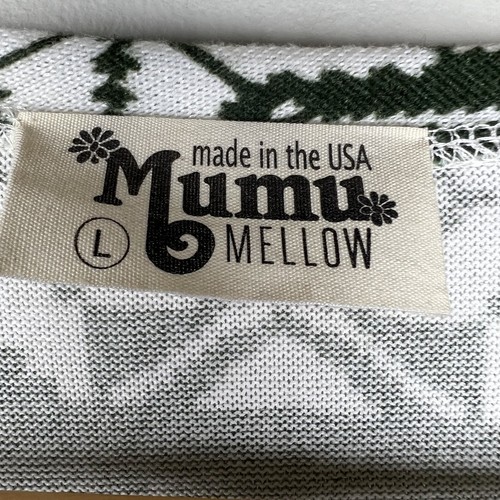 made in the USA
Mumu
L
MELLOW